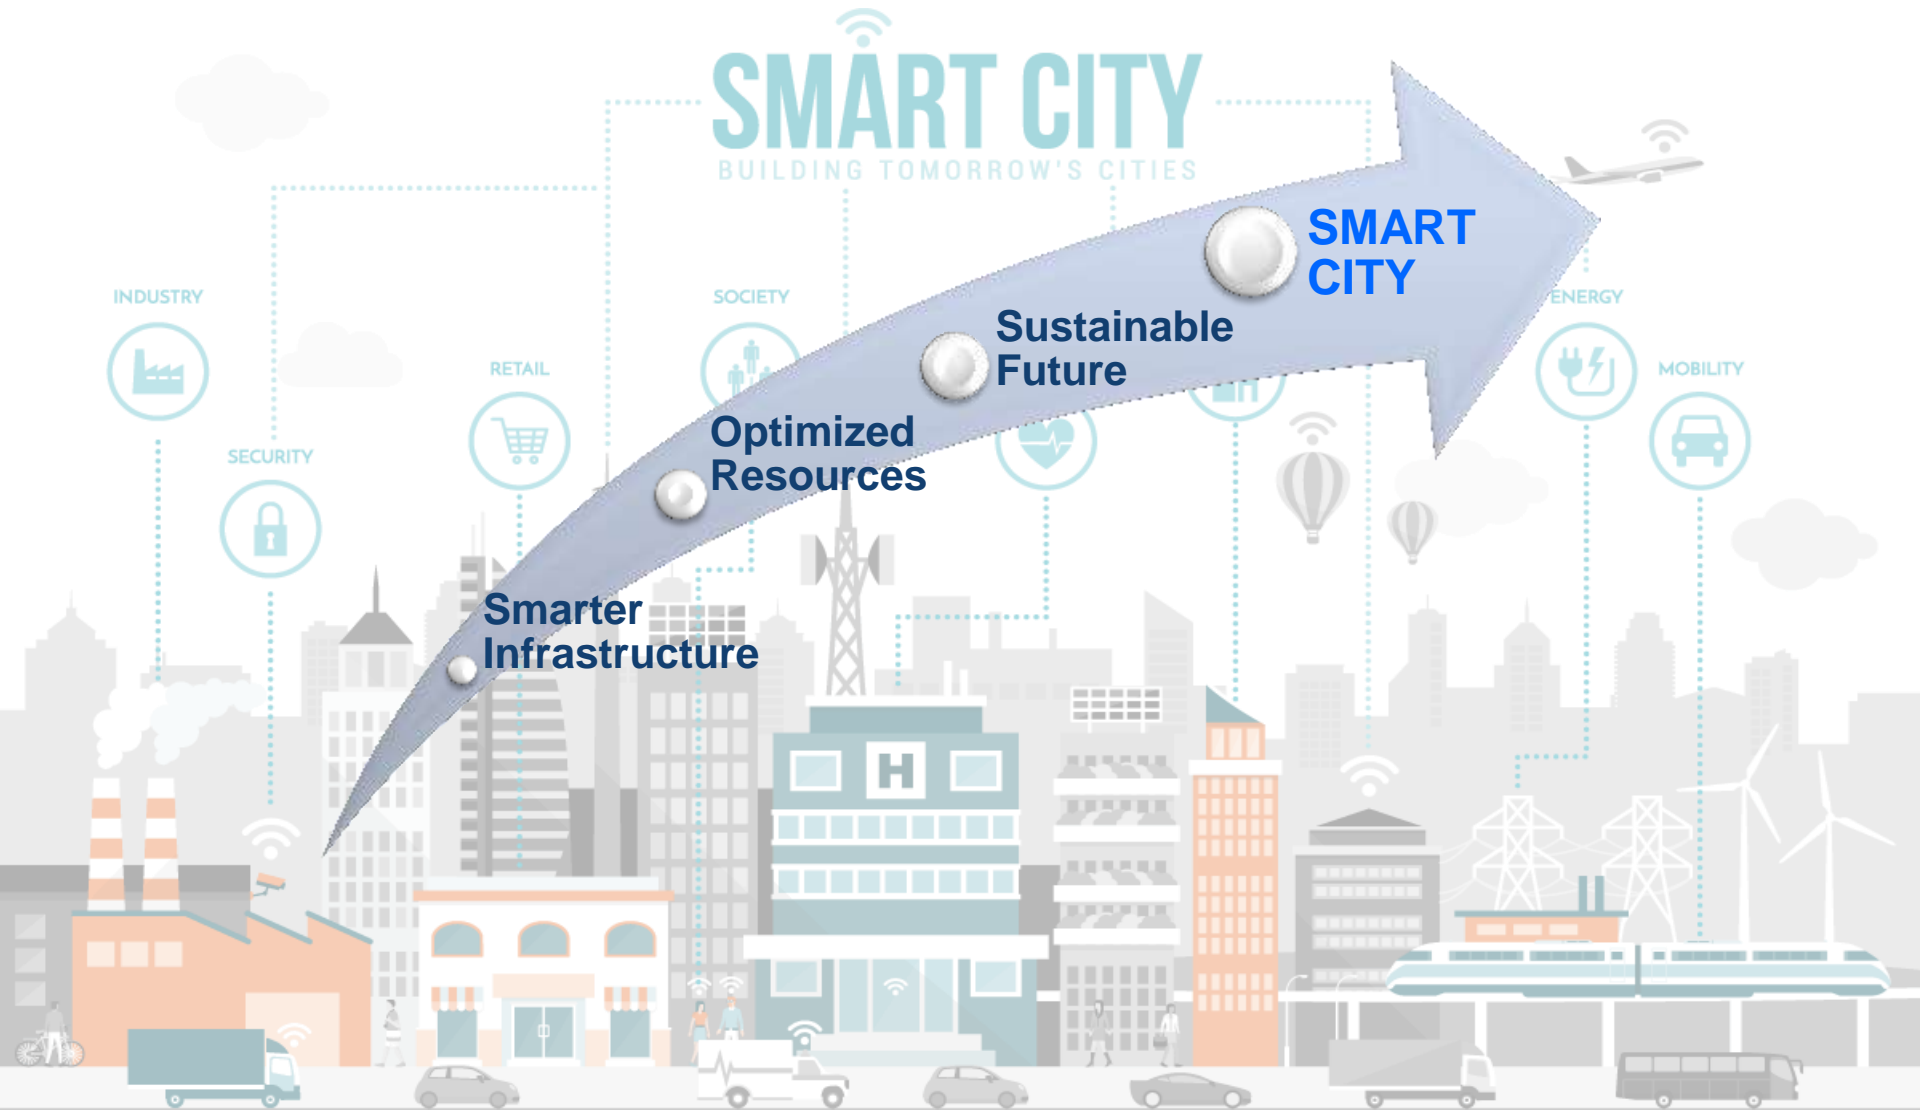 SMART CITY
BUILDING TOMORROW'S CITIES
SMART
CITY
INDUSTRY
SOCIETY
ENERGY
Sustainable
Future
RETAIL
MOBILITY
Optimized
Resources
SECURITY
Smarter
Infrastructure
H